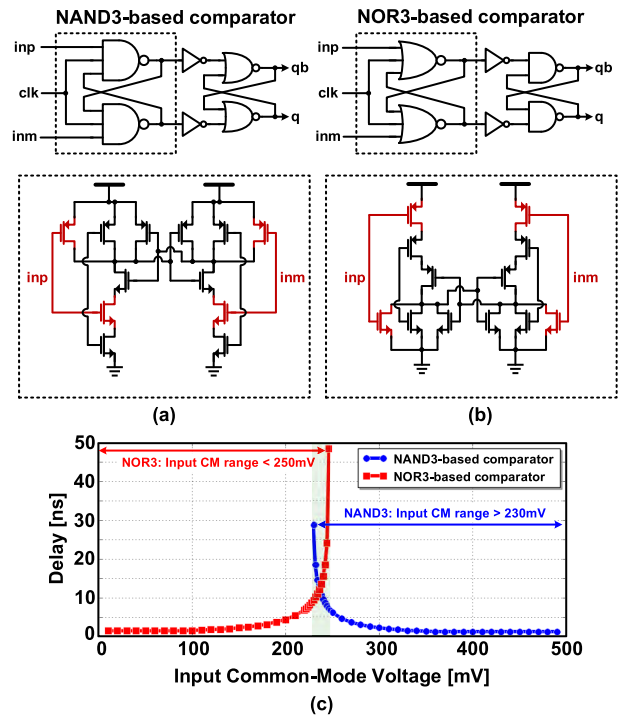 NAND3-based comparator
NOR3-based comparator
inp
clk
inm
qb
q
inp
clk
inm
qb
q
inp
inm
inp
inm
(a)
(b)
50
40
30
20
10
0
Delay [ns]
NOR3: Input CM range < 250mV
NAND3-based comparator
NOR3-based comparator
NAND3: Input CM range > 230mV
0
100
200
300
400
500
Input Common-Mode Voltage [mV]
(c)